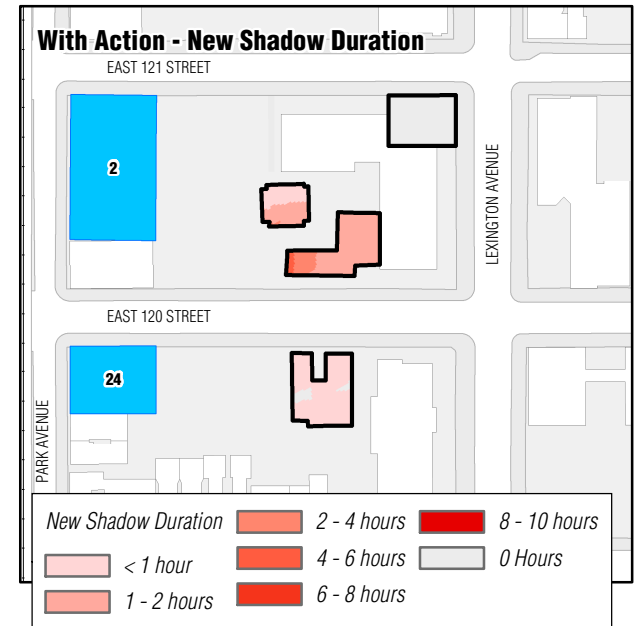 With Action - New Shadow Duration
EAST 121 STREET
2
LEXINGTON AVENUE
EAST 120 STREET
24
PARK AVENUE
New Shadow Duration
< 1 hour
1 - 2 hours
2 - 4 hours
4 - 6 hours
6 - 8 hours
8 - 10 hours
0 Hours